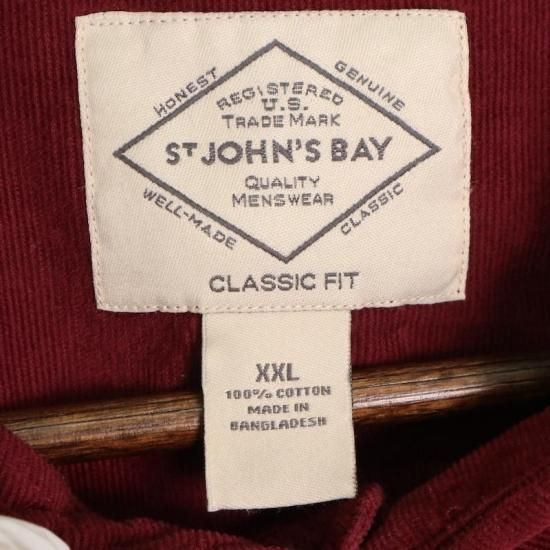 HONEST
GENUINE
REGISTERED
U.S.
TRADE MARK
ST JOHN'S BAY
QUALITY
MENSWEAR
WELL-MADE
CLASSIC
CLASSIC FIT
XXL
100% COTTON
MADE IN
BANGLADESH